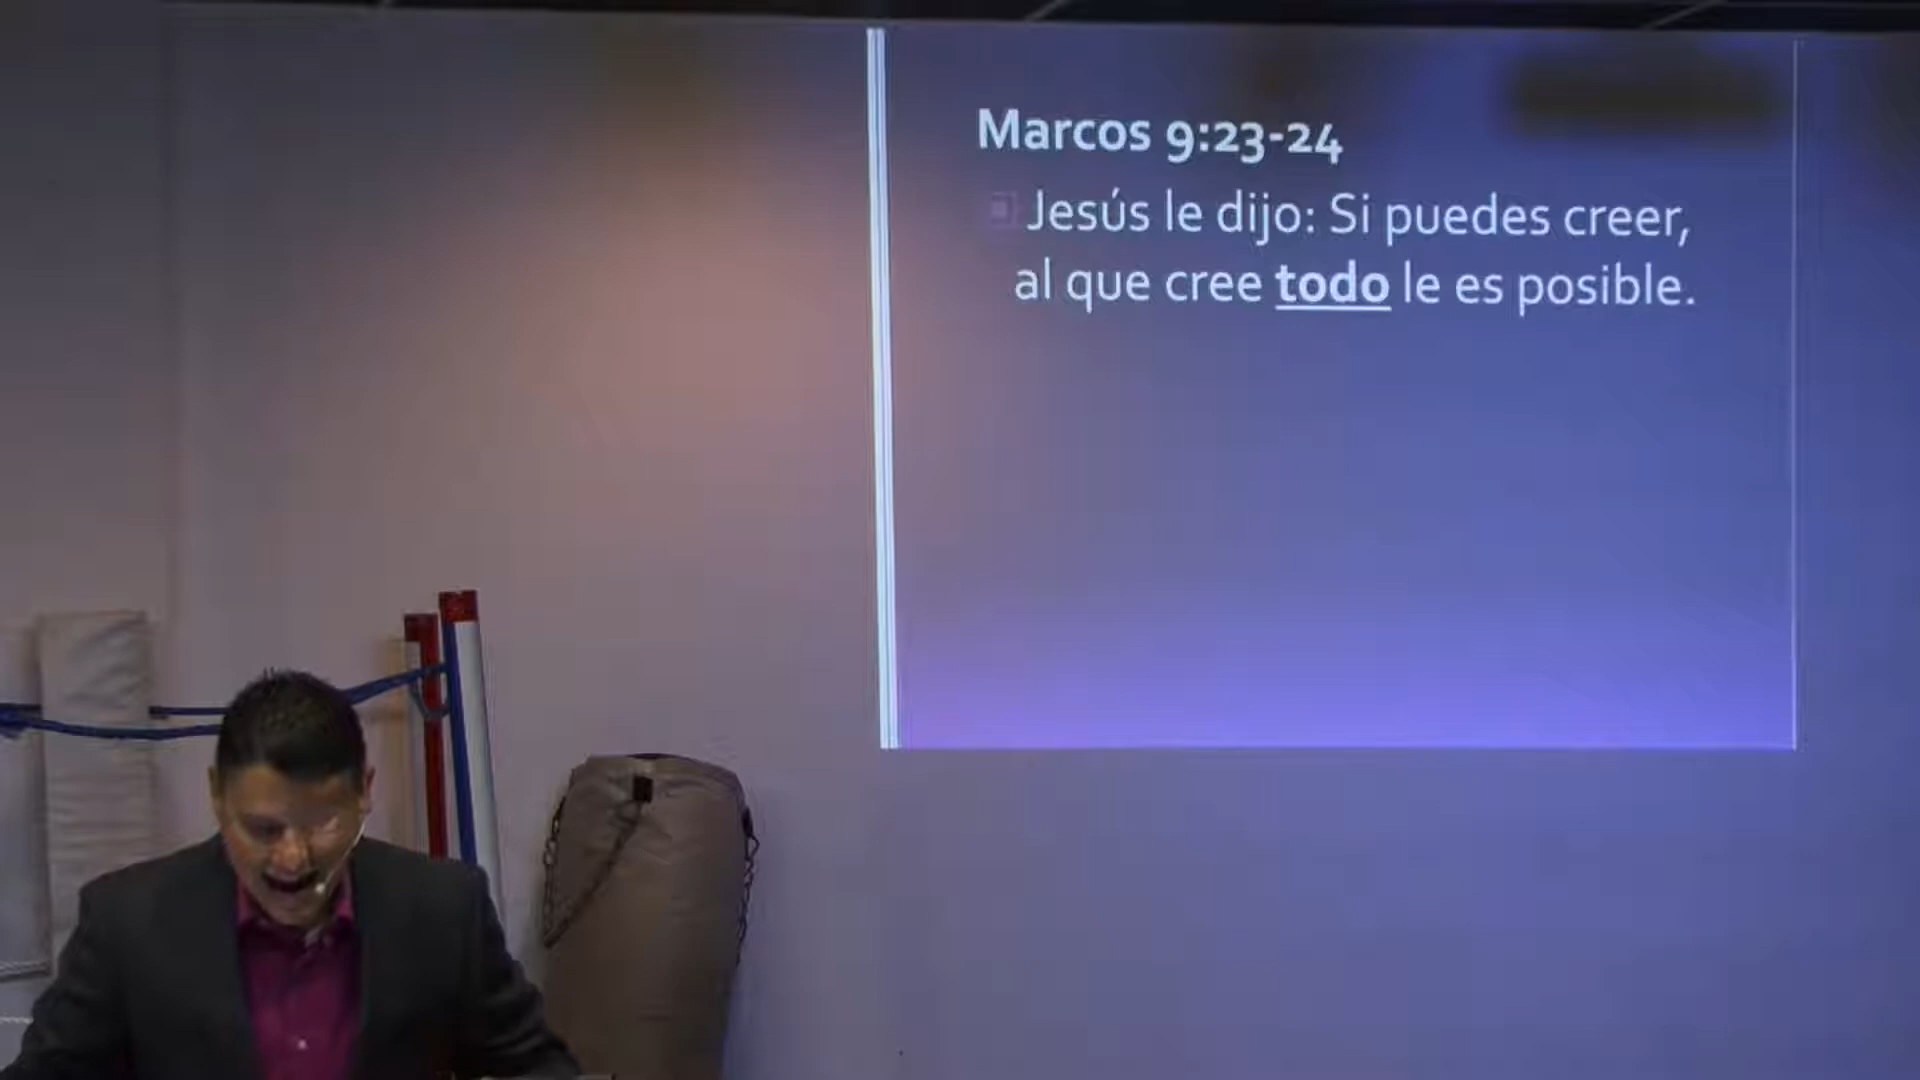 Marcos 9:23-24
Jesús le dijo: Si puedes creer,
al que cree todo le es posible.